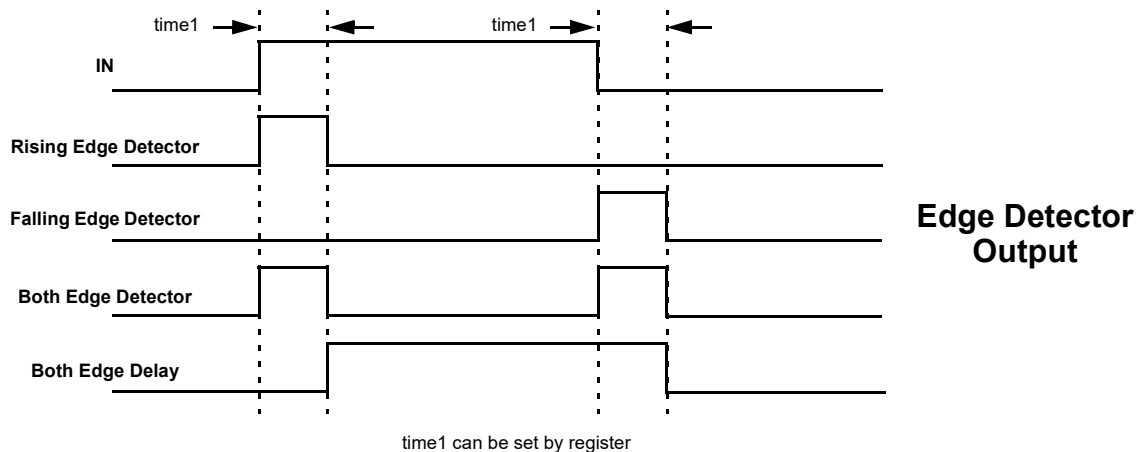 time1
time1
IN
Rising Edge Detector
Falling Edge Detector
Edge Detector
Output
Both Edge Detector
Both Edge Delay
time1 can be set by register